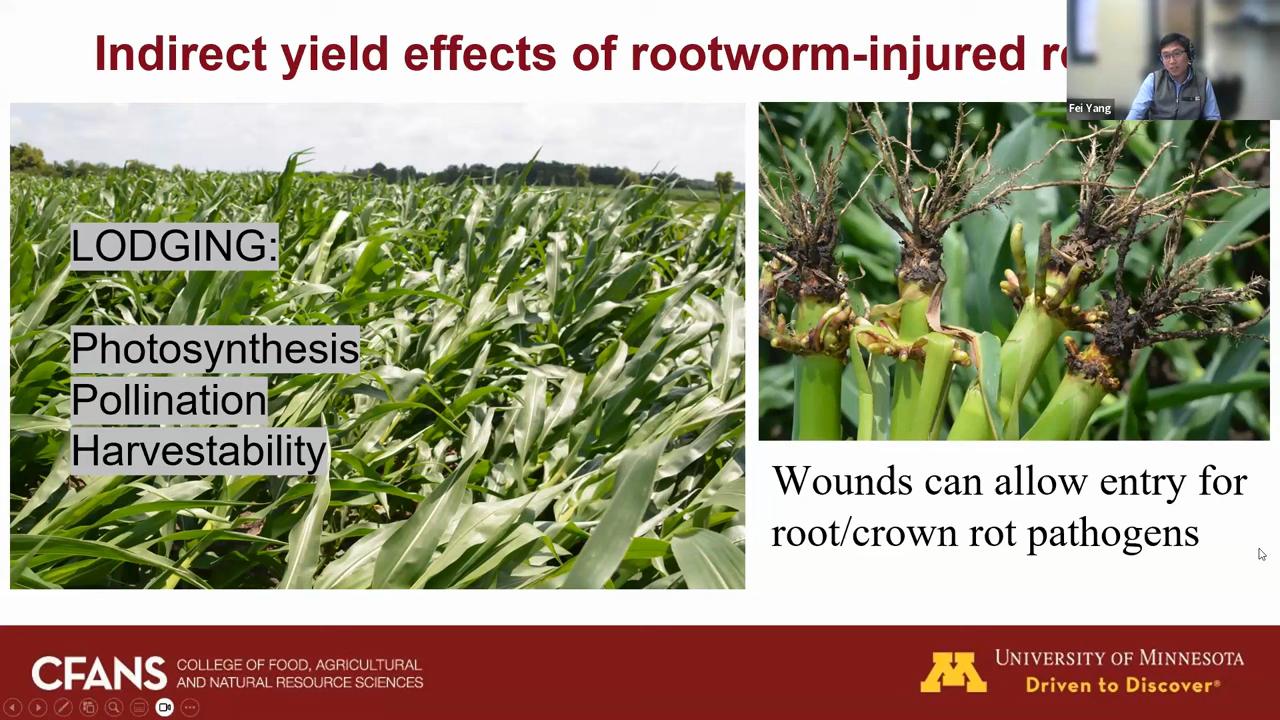 Indirect yield effects of rootworm-injured
Fei Yang
LODGING:
Photosynthesis
Pollination
Harvestability
Wounds can allow entry for
root/crown rot pathogens
CFANS
COLLEGE OF FOOD, AGRICULTURAL
AND NATURAL RESOURCE SCIENCES
M
UNIVERSITY OF MINNESOTA
Driven to Discover®